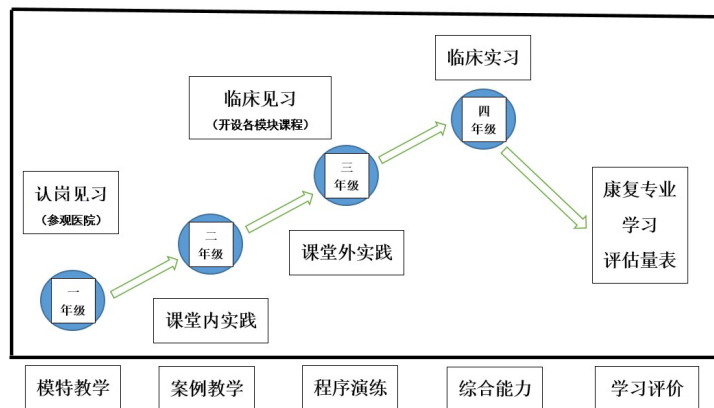 临床实习
临床见习
（开设各模块课程）
四
年级
三
年级
认岗见习
（参观医院）
康复专业
学习
评估量表
二
年级
课堂外实践
一
年级
课堂内实践
模特教学
案例教学
程序演练
综合能力
学习评价